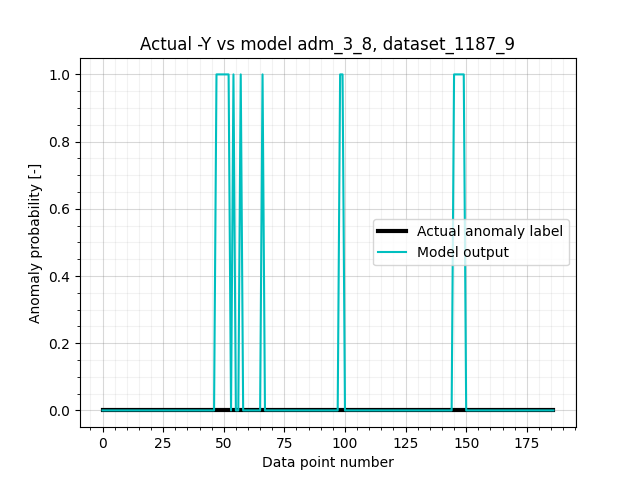 Actual -Y vs model adm_3_8, dataset_1187_9
1.0
0.8
0.6
0.4
0.2
0.0
Anomaly probability [-]
Actual anomaly label
Model output
0 25 50 75 100 125 150 175
Data point number